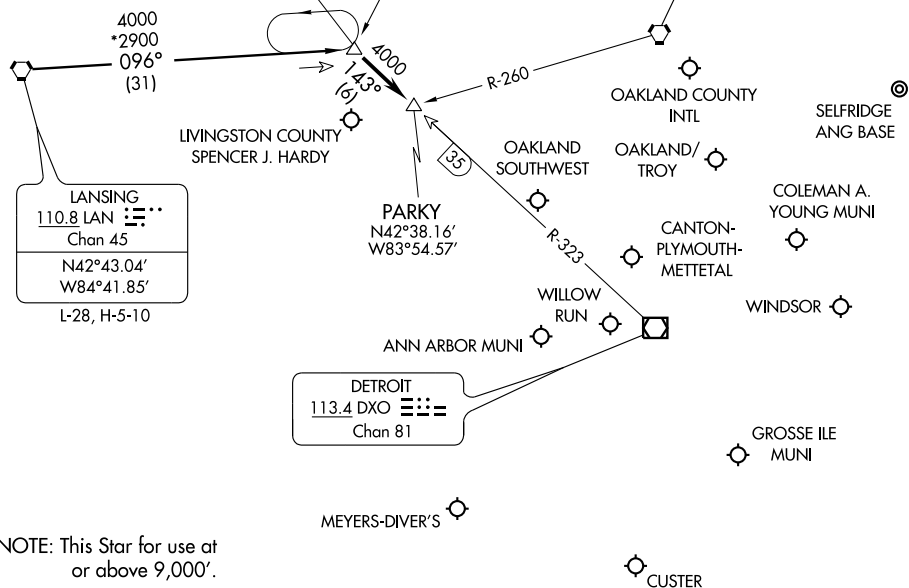 4000
*2900
096°
(31)
4000
143°
(6)
R-260
OAKLAND COUNTY
INTL
SELFRIDGE
ANG BASE
LIVINGSTON COUNTY
SPENCER J. HARDY
35
OAKLAND
SOUTHWEST
OAKLAND/
TROY
LANSING
110.8 LAN
Chan 45
N42°43.04'
W84°41.85'
L-28, H-5-10
PARKY
N42°38.16'
W83°54.57'
R-323
COLEMAN A.
YOUNG MUNI
CANTON-
PLYMOUTH-
METTETAL
WILLOW
RUN
WINDSOR
ANN ARBOR MUNI
DETROIT
113.4 DXO
Chan 81
GROSSE ILE
MUNI
MEYERS-DIVER'S
NOTE: This Star for use at
or above 9,000'.
CUSTER